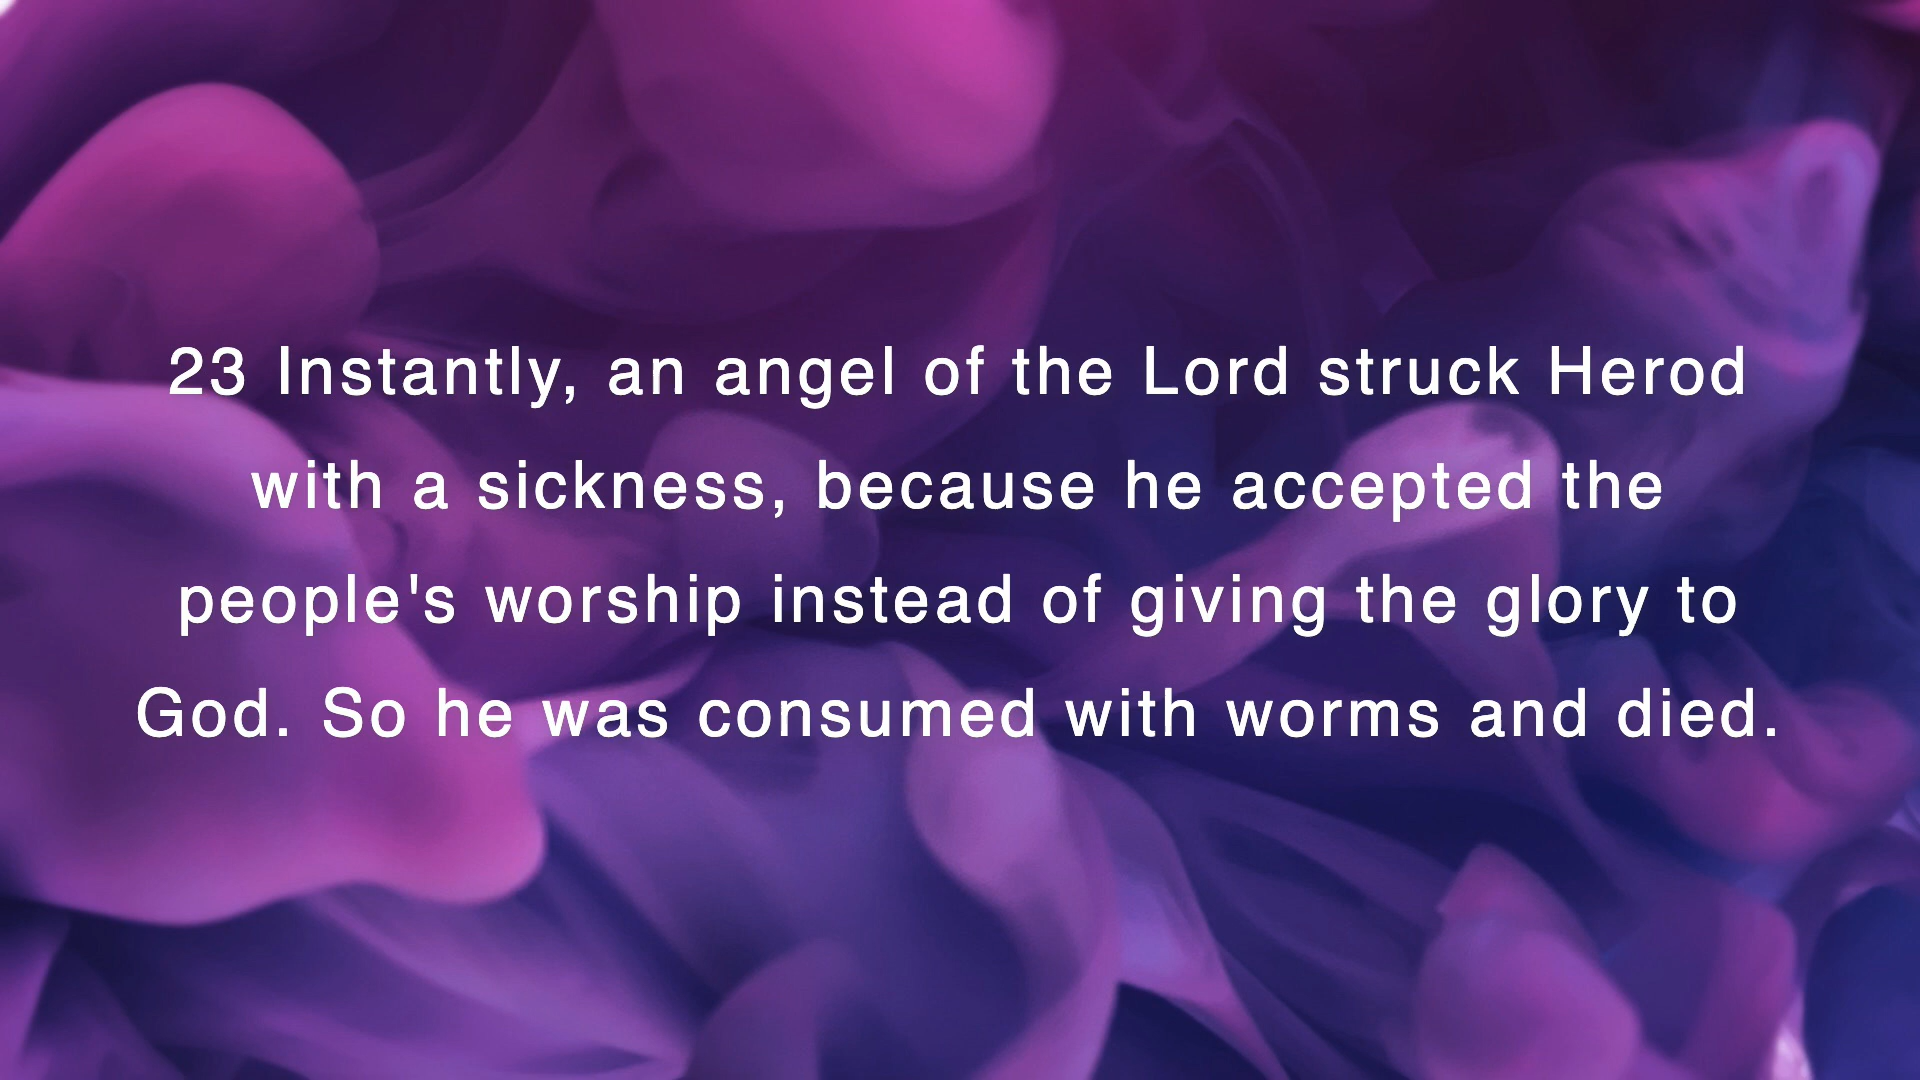 23 Instantly, an angel of the Lord struck Herod
with a sickness, because he accepted the
people's worship instead of giving the glory to
God. So he was consumed with worms and died.